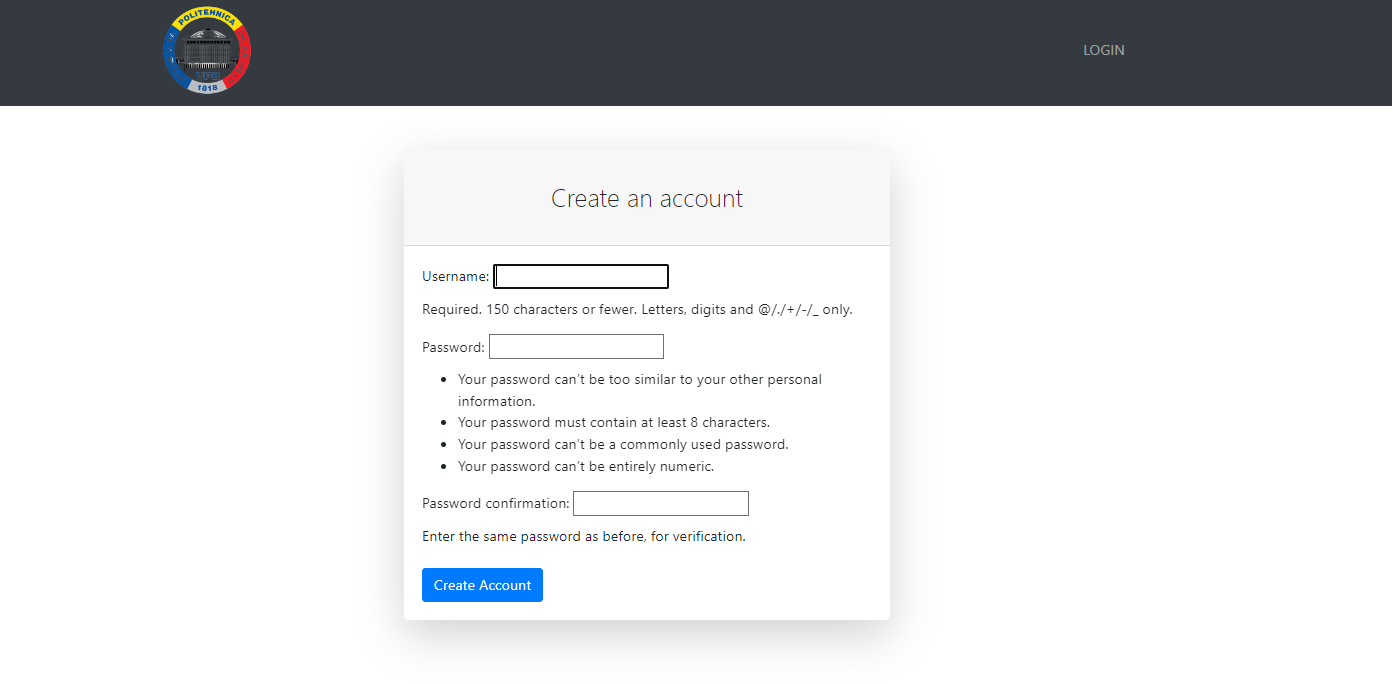 POLITEHNICA
UPB
1818
LOGIN
Create an account
Username:
Required. 150 characters or fewer. Letters, digits and @/./+/-/_ only.
Password:
Your password can’t be too similar to your other personal
information.
Your password must contain at least 8 characters.
Your password can’t be a commonly used password.
Your password can’t be entirely numeric.
Password confirmation:
Enter the same password as before, for verification.
Create Account